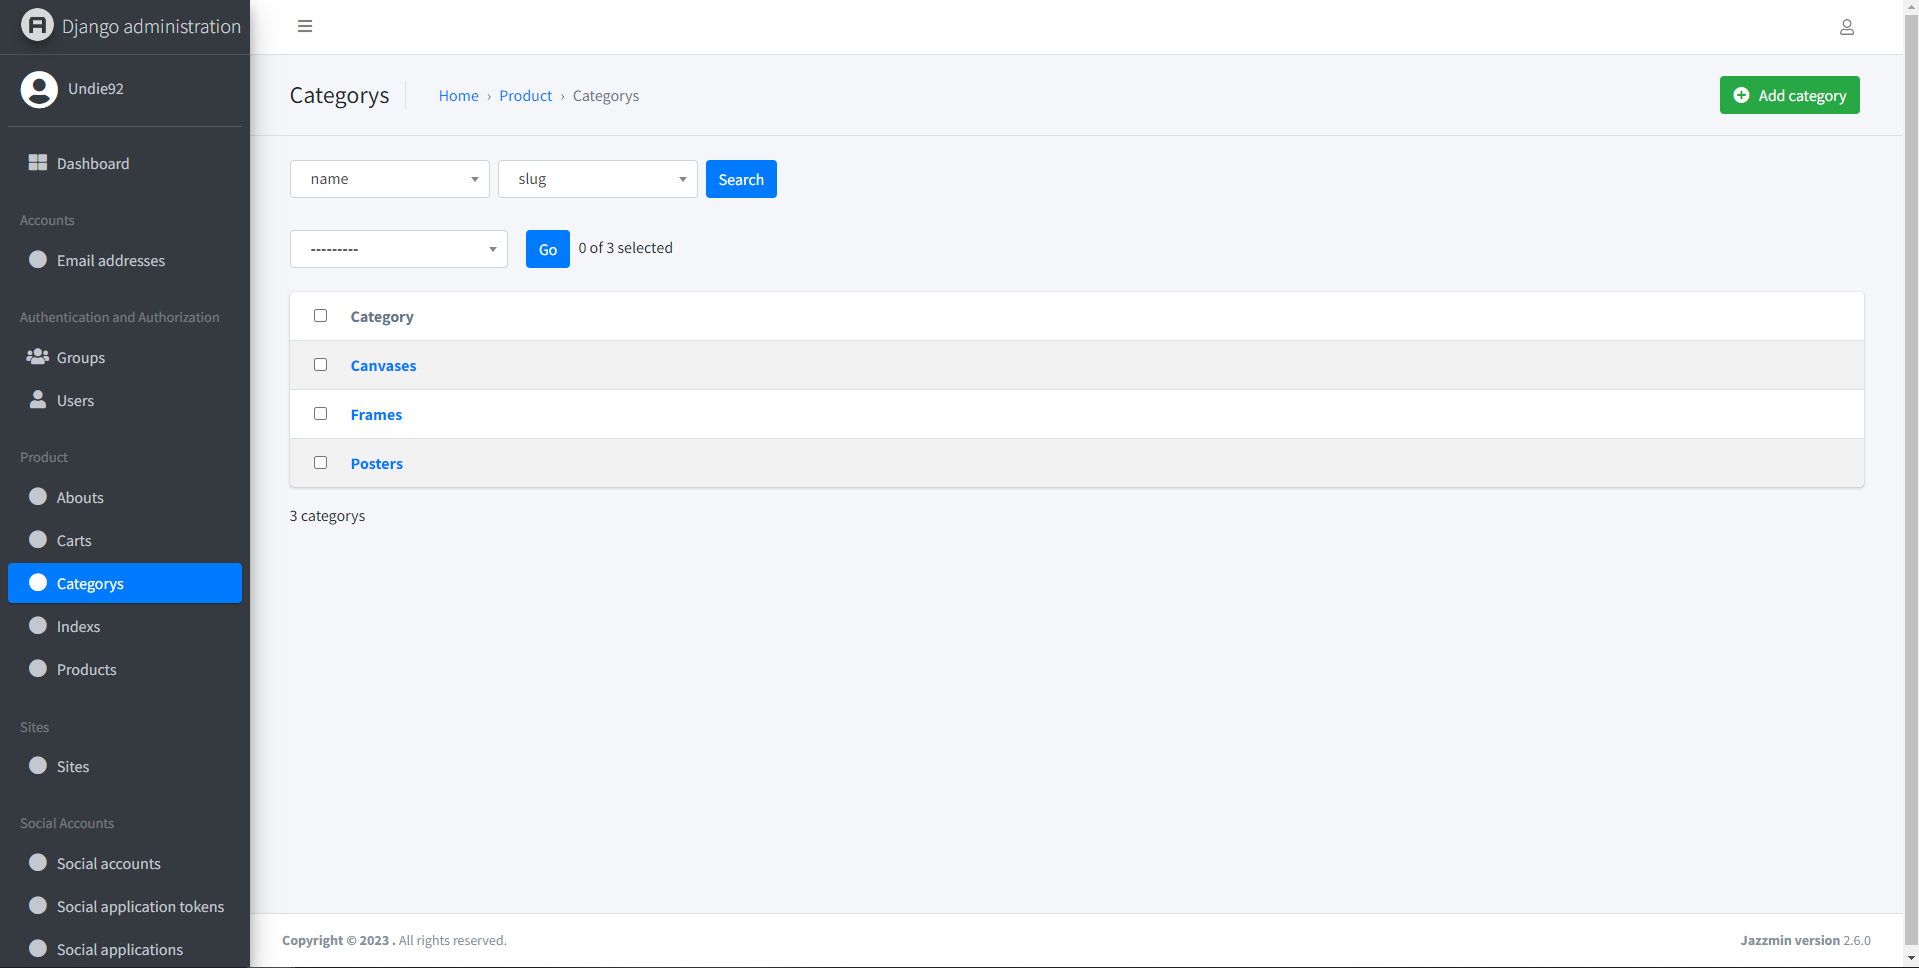 Django administration
Undie92
Dashboard
Accounts
Email addresses
Authentication and Authorization
Groups
Users
Product
Abouts
Carts
Categorys
Indexs
Products
Sites
Sites
Social Accounts
Social accounts
Social application tokens
Social applications
Categorys
Home › Product › Categorys
Add category
name
slug
Search
---------
Go
0 of 3 selected
Category
Canvases
Frames
Posters
3 categorys
Copyright © 2023 . All rights reserved.
Jazzmin version 2.6.0